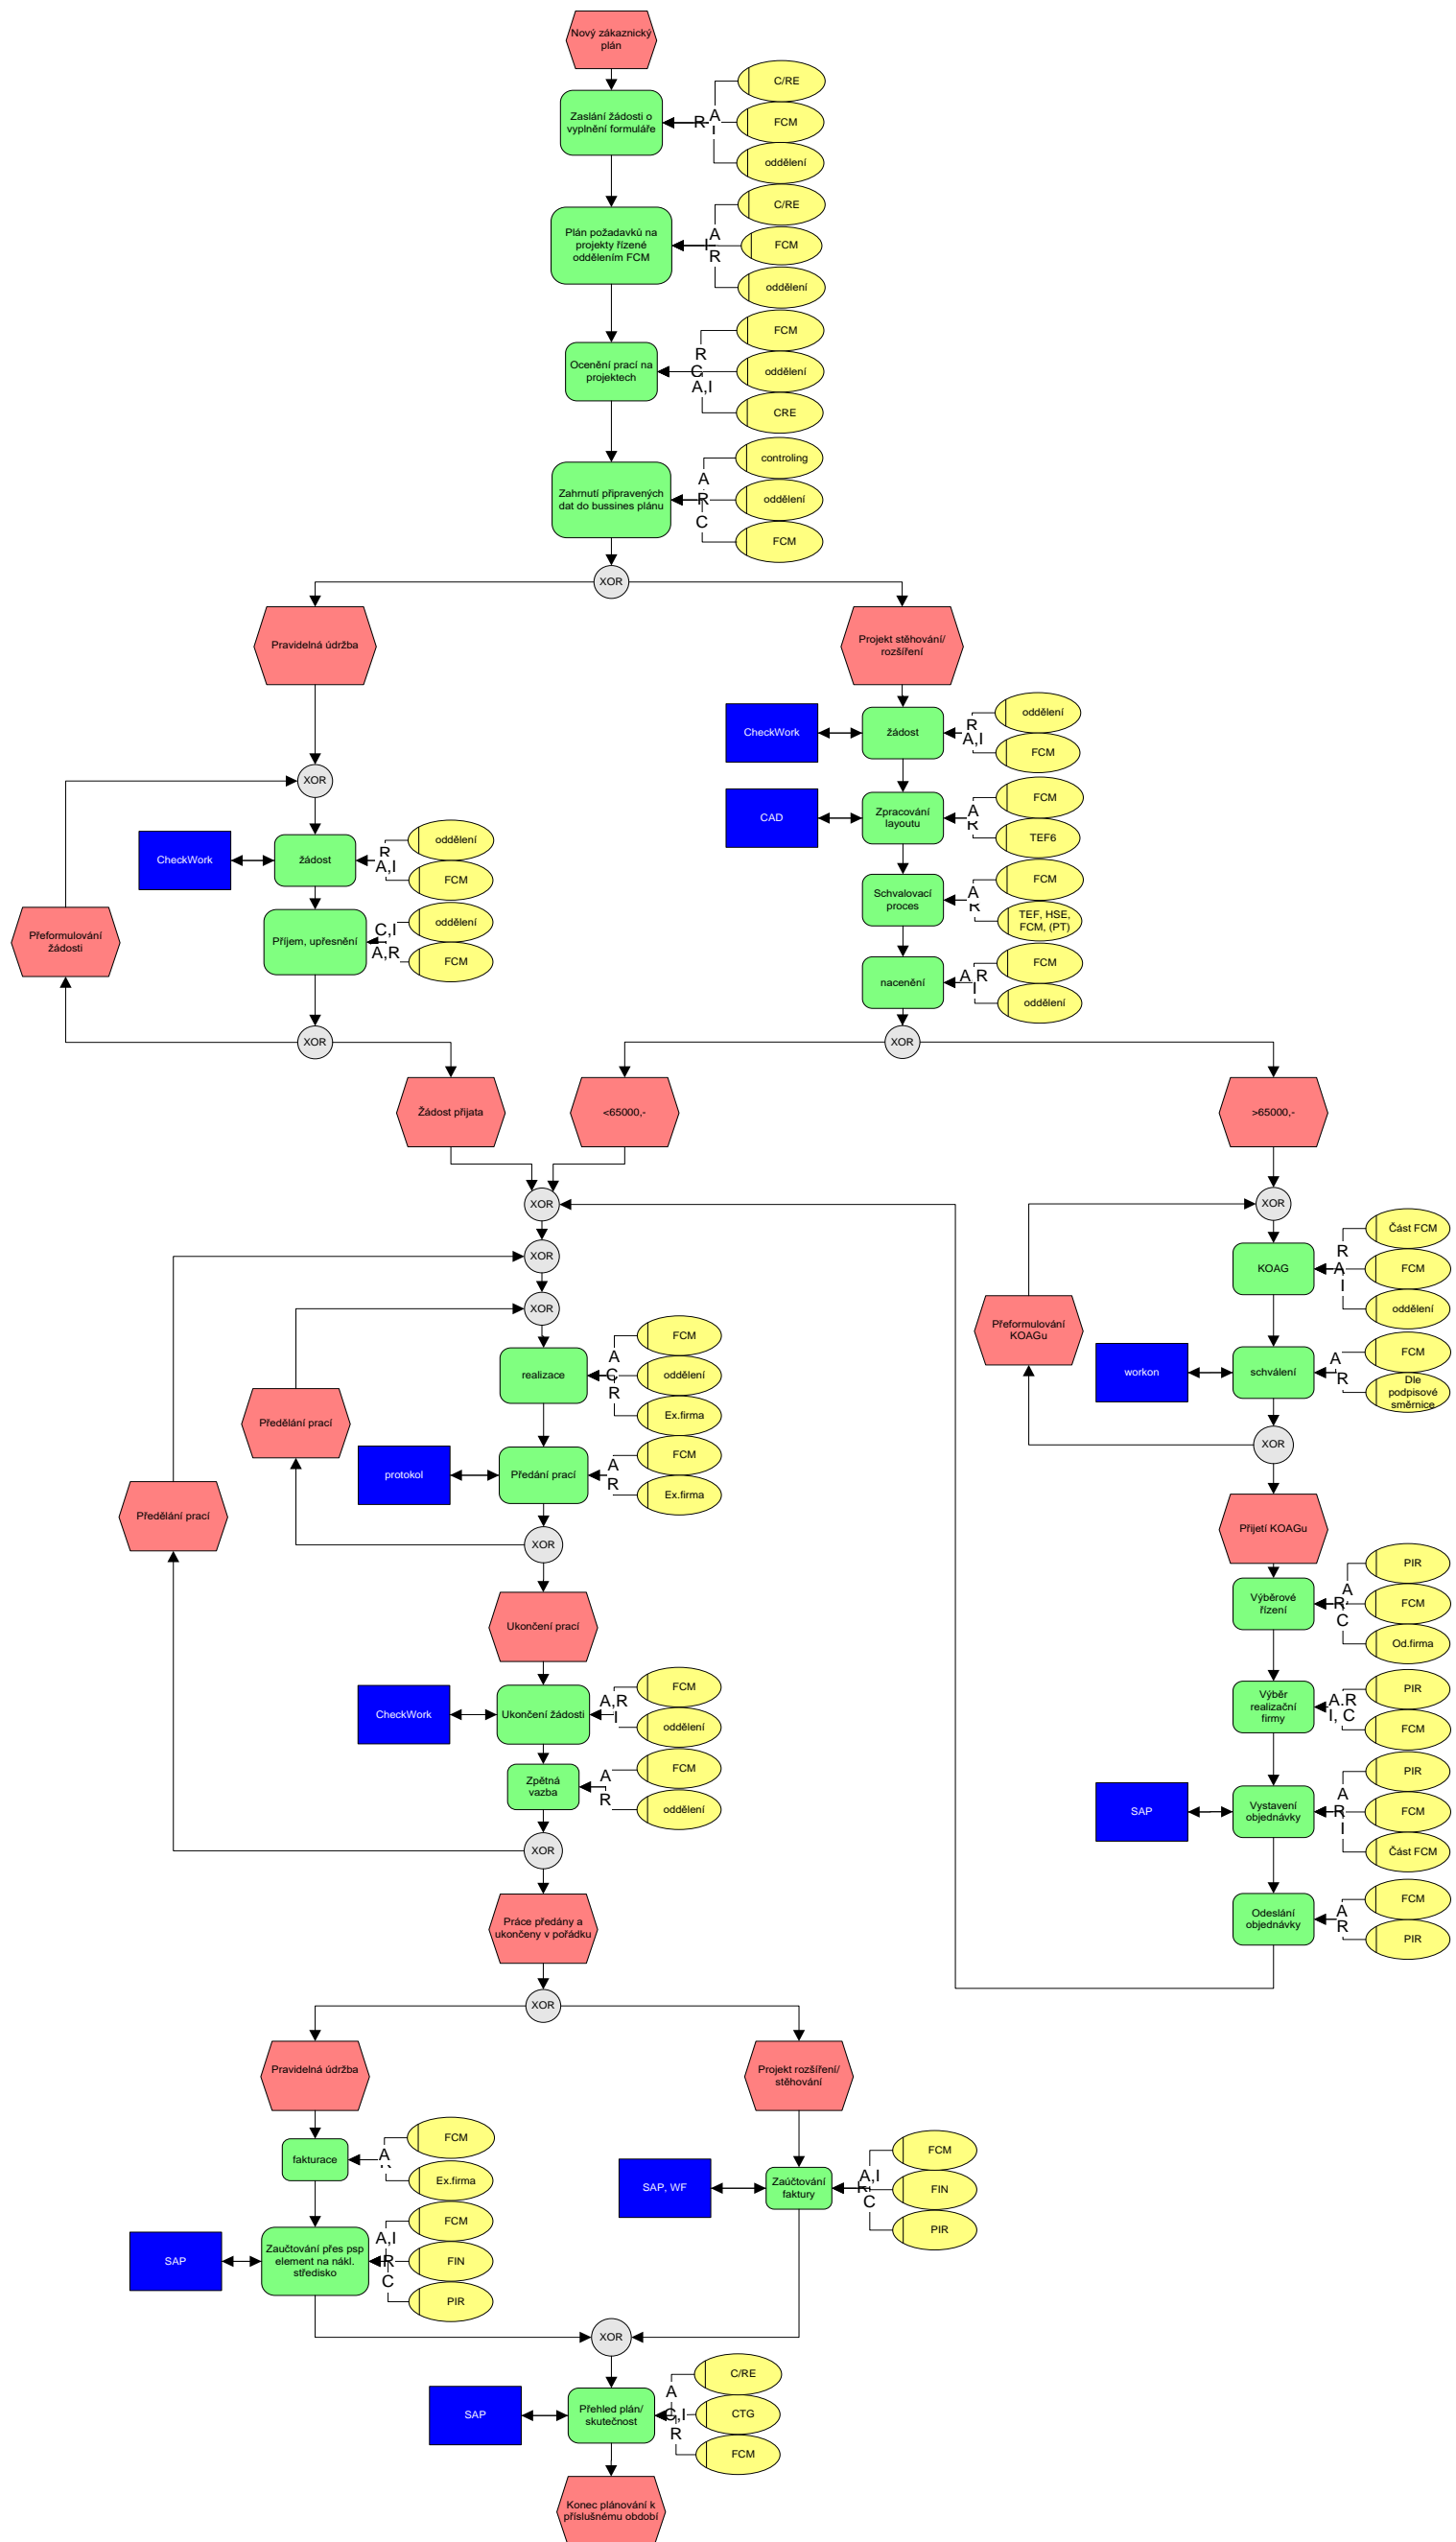 Nový zákaznický
plán
C/RE
Zaslání žádosti o
vyplnění formuláře
R
A
I
FCM
oddělení
C/RE
Plán požadavků na
projekty řízené
oddělením FCM
A
I
R
FCM
oddělení
FCM
Ocenění prací na
projektech
R
C
A,I
oddělení
CRE
controling
Zahrnutí připravených
dat do bussines plánu
A
R
C
oddělení
FCM
XOR
Pravidelná údržba
Projekt stěhování/
rozšíření
CheckWork
žádost
R
A,I
oddělení
FCM
XOR
CAD
Zpracování
layoutu
A
R
FCM
TEF6
CheckWork
žádost
R
A,I
oddělení
FCM
Schvalovací
proces
A
R
FCM
TEF, HSE,
FCM, (PT)
Přeformulování
žádosti
Příjem, upřesnění
C,I
A,R
oddělení
FCM
nacenění
A,R
I
FCM
oddělení
XOR
XOR
Žádost přijata
<65000,-
>65000,-
XOR
XOR
XOR
KOAG
R
A
I
Část FCM
FCM
oddělení
XOR
Přeformulování
KOAGu
realizace
A
C
R
FCM
oddělení
Ex.firma
workon
schválení
A
R
FCM
Dle
podpisové
směrnice
Předělání prací
XOR
protokol
Předání prací
A
R
FCM
Ex.firma
Předělání prací
Přijetí KOAGu
XOR
Výběrové
řízení
A
R
C
PIR
FCM
Od.firma
Ukončení prací
CheckWork
Ukončení žádosti
A,R
I
FCM
oddělení
Výběr
realizační
firmy
A,R
I, C
PIR
FCM
Zpětná
vazba
A
R
FCM
oddělení
SAP
Vystavení
objednávky
A
R
I
PIR
FCM
Část FCM
XOR
Práce předány a
ukončeny v pořádku
Odeslání
objednávky
A
R
FCM
PIR
XOR
Pravidelná údržba
Projekt rozšíření/
stěhování
fakturace
A
R
FCM
Ex.firma
SAP, WF
Zaúčtování
faktury
A,I
R
C
FCM
FIN
PIR
SAP
Zaučtování přes psp
element na nákl.
středisko
A,I
R
C
FCM
FIN
PIR
XOR
SAP
Přehled plán/
skutečnost
A
C,I
R
C/RE
CTG
FCM
Konec plánování k
příslušnému období